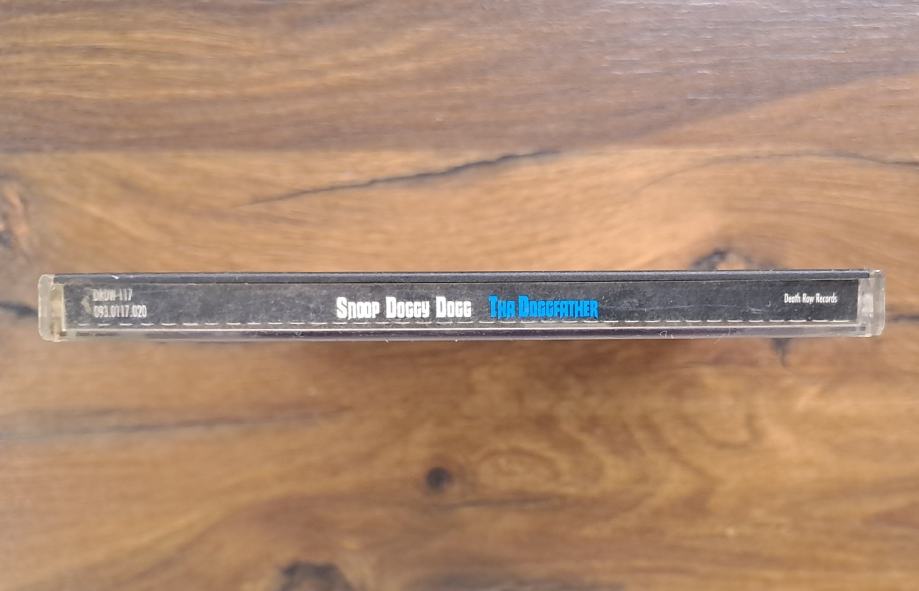 DRDW-117
093.0117.020
Snoop Doggy Dogg Tha Doggfather
Death Row Records